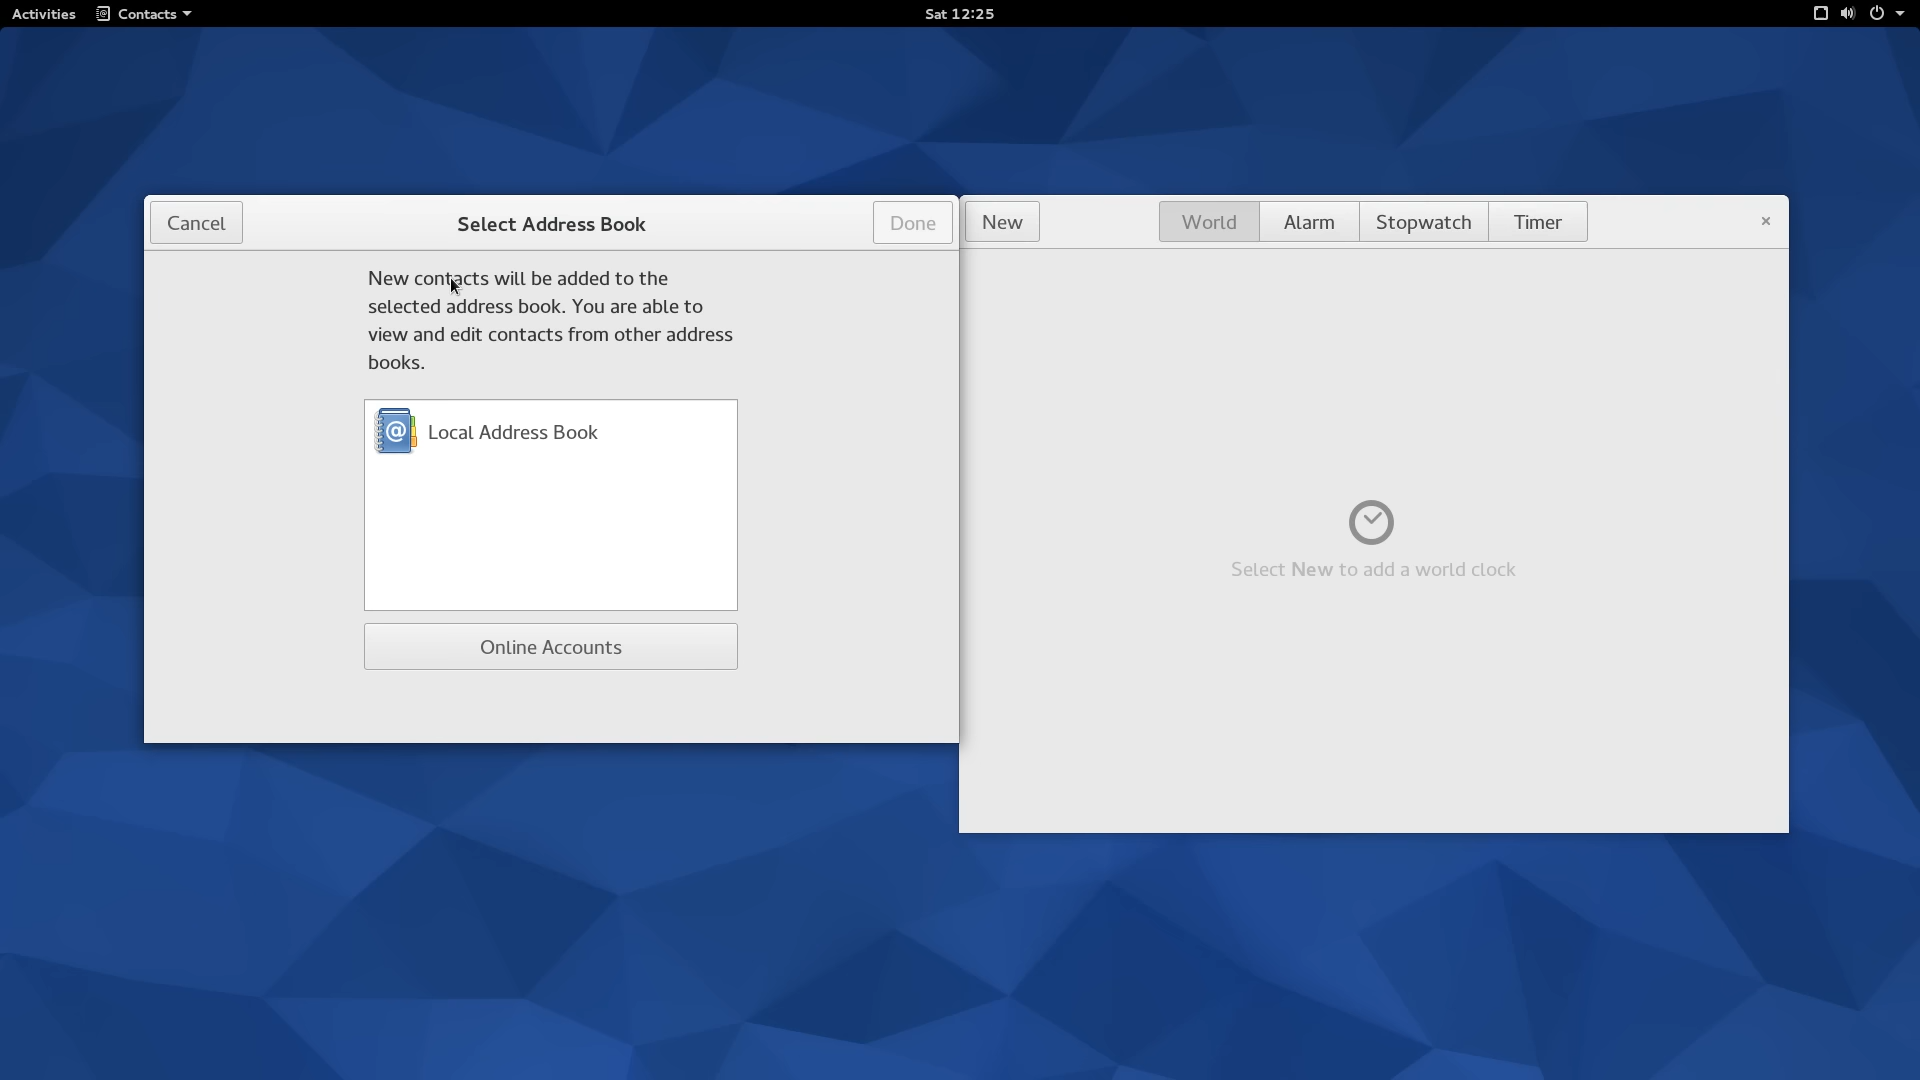 Activities
Contacts
Sat 12:25
Cancel
Select Address Book
Done
New contacts will be added to the
selected address book. You are able to
view and edit contacts from other address
books.
@
Local Address Book
Online Accounts
New
World
Alarm
Stopwatch
Timer
×
Select New to add a world clock